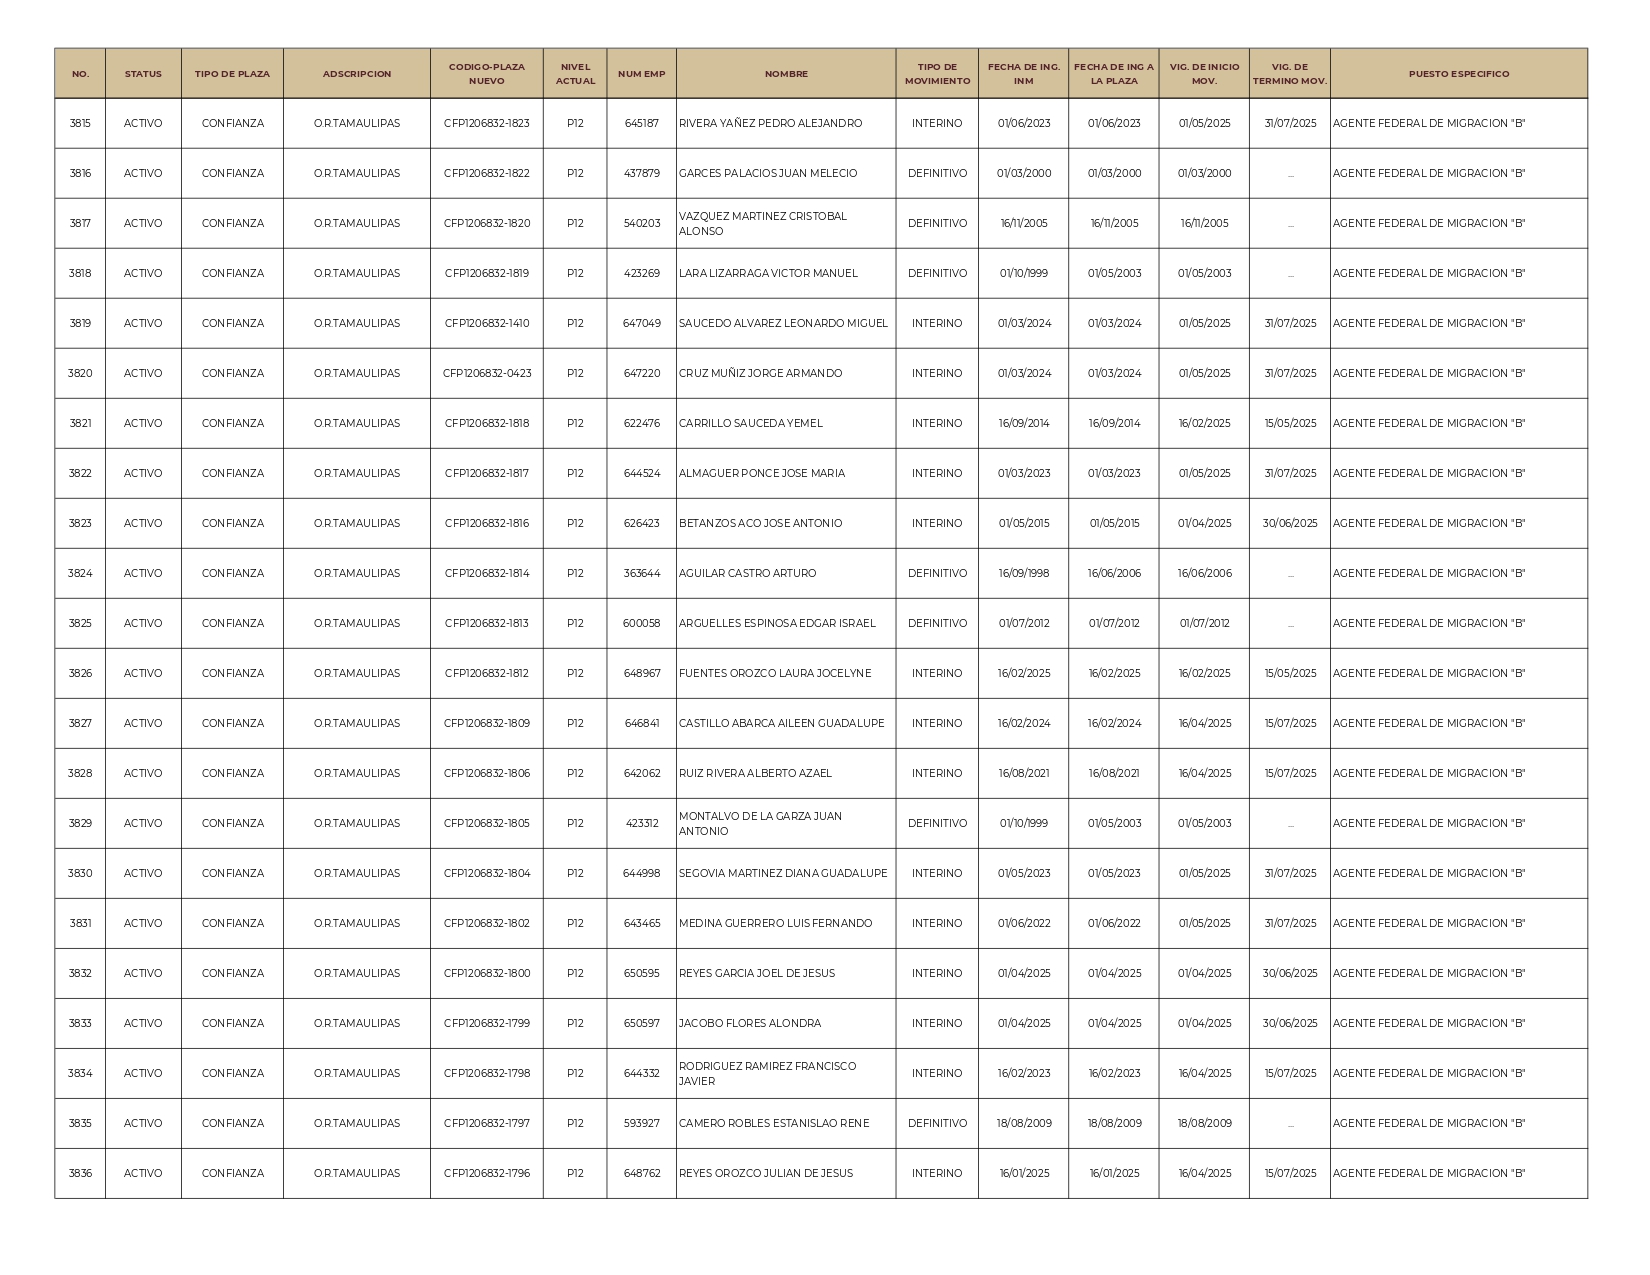 NO. STATUS TIPO DE PLAZA ADSCRIPCION CODIGO-PLAZA NUEVO NIVEL ACTUAL NUM EMP NOMBRE TIPO DE MOVIMIENTO FECHA DE ING. INM FECHA DE ING A LA PLAZA VIG. DE INICIO MOV. VIG. DE TERMINO MOV. PUESTO ESPECIFICO
3815 ACTIVO CONFIANZA O.R.TAMAULIPAS CFP1206832-1823 P12 645187 RIVERA YAÑEZ PEDRO ALEJANDRO INTERINO 01/06/2023 01/06/2023 01/05/2025 31/07/2025 AGENTE FEDERAL DE MIGRACION "B"
3816 ACTIVO CONFIANZA O.R.TAMAULIPAS CFP1206832-1822 P12 437879 GARCES PALACIOS JUAN MELECIO DEFINITIVO 01/03/2000 01/03/2000 01/03/2000 ... AGENTE FEDERAL DE MIGRACION "B"
3817 ACTIVO CONFIANZA O.R.TAMAULIPAS CFP1206832-1820 P12 540203 VAZQUEZ MARTINEZ CRISTOBAL ALONSO DEFINITIVO 16/11/2005 16/11/2005 16/11/2005 ... AGENTE FEDERAL DE MIGRACION "B"
3818 ACTIVO CONFIANZA O.R.TAMAULIPAS CFP1206832-1819 P12 423269 LARA LIZARRAGA VICTOR MANUEL DEFINITIVO 01/10/1999 01/05/2003 01/05/2003 ... AGENTE FEDERAL DE MIGRACION "B"
3819 ACTIVO CONFIANZA O.R.TAMAULIPAS CFP1206832-1410 P12 647049 SAUCEDO ALVAREZ LEONARDO MIGUEL INTERINO 01/03/2024 01/03/2024 01/05/2025 31/07/2025 AGENTE FEDERAL DE MIGRACION "B"
3820 ACTIVO CONFIANZA O.R.TAMAULIPAS CFP1206832-0423 P12 647220 CRUZ MUÑIZ JORGE ARMANDO INTERINO 01/03/2024 01/03/2024 01/05/2025 31/07/2025 AGENTE FEDERAL DE MIGRACION "B"
3821 ACTIVO CONFIANZA O.R.TAMAULIPAS CFP1206832-1818 P12 622476 CARRILLO SAUCEDA YEMEL INTERINO 16/09/2014 16/09/2014 16/02/2025 15/05/2025 AGENTE FEDERAL DE MIGRACION "B"
3822 ACTIVO CONFIANZA O.R.TAMAULIPAS CFP1206832-1817 P12 644524 ALMAGUER PONCE JOSE MARIA INTERINO 01/03/2023 01/03/2023 01/05/2025 31/07/2025 AGENTE FEDERAL DE MIGRACION "B"
3823 ACTIVO CONFIANZA O.R.TAMAULIPAS CFP1206832-1816 P12 626423 BETANZOS ACO JOSE ANTONIO INTERINO 01/05/2015 01/05/2015 01/04/2025 30/06/2025 AGENTE FEDERAL DE MIGRACION "B"
3824 ACTIVO CONFIANZA O.R.TAMAULIPAS CFP1206832-1814 P12 363644 AGUILAR CASTRO ARTURO DEFINITIVO 16/09/1998 16/06/2006 16/06/2006 ... AGENTE FEDERAL DE MIGRACION "B"
3825 ACTIVO CONFIANZA O.R.TAMAULIPAS CFP1206832-1813 P12 600058 ARGUELLES ESPINOSA EDGAR ISRAEL DEFINITIVO 01/07/2012 01/07/2012 01/07/2012 ... AGENTE FEDERAL DE MIGRACION "B"
3826 ACTIVO CONFIANZA O.R.TAMAULIPAS CFP1206832-1812 P12 648967 FUENTES OROZCO LAURA JOCELYNE INTERINO 16/02/2025 16/02/2025 16/02/2025 15/05/2025 AGENTE FEDERAL DE MIGRACION "B"
3827 ACTIVO CONFIANZA O.R.TAMAULIPAS CFP1206832-1809 P12 646841 CASTILLO ABARCA AILEEN GUADALUPE INTERINO 16/02/2024 16/02/2024 16/04/2025 15/07/2025 AGENTE FEDERAL DE MIGRACION "B"
3828 ACTIVO CONFIANZA O.R.TAMAULIPAS CFP1206832-1806 P12 642062 RUIZ RIVERA ALBERTO AZAEL INTERINO 16/08/2021 16/08/2021 16/04/2025 15/07/2025 AGENTE FEDERAL DE MIGRACION "B"
3829 ACTIVO CONFIANZA O.R.TAMAULIPAS CFP1206832-1805 P12 423312 MONTALVO DE LA GARZA JUAN ANTONIO DEFINITIVO 01/10/1999 01/05/2003 01/05/2003 ... AGENTE FEDERAL DE MIGRACION "B"
3830 ACTIVO CONFIANZA O.R.TAMAULIPAS CFP1206832-1804 P12 644998 SEGOVIA MARTINEZ DIANA GUADALUPE INTERINO 01/05/2023 01/05/2023 01/05/2025 31/07/2025 AGENTE FEDERAL DE MIGRACION "B"
3831 ACTIVO CONFIANZA O.R.TAMAULIPAS CFP1206832-1802 P12 643465 MEDINA GUERRERO LUIS FERNANDO INTERINO 01/06/2022 01/06/2022 01/05/2025 31/07/2025 AGENTE FEDERAL DE MIGRACION "B"
3832 ACTIVO CONFIANZA O.R.TAMAULIPAS CFP1206832-1800 P12 650595 REYES GARCIA JOEL DE JESUS INTERINO 01/04/2025 01/04/2025 01/04/2025 30/06/2025 AGENTE FEDERAL DE MIGRACION "B"
3833 ACTIVO CONFIANZA O.R.TAMAULIPAS CFP1206832-1799 P12 650597 JACOBO FLORES ALONDRA INTERINO 01/04/2025 01/04/2025 01/04/2025 30/06/2025 AGENTE FEDERAL DE MIGRACION "B"
3834 ACTIVO CONFIANZA O.R.TAMAULIPAS CFP1206832-1798 P12 644332 RODRIGUEZ RAMIREZ FRANCISCO JAVIER INTERINO 16/02/2023 16/02/2023 16/04/2025 15/07/2025 AGENTE FEDERAL DE MIGRACION "B"
3835 ACTIVO CONFIANZA O.R.TAMAULIPAS CFP1206832-1797 P12 593927 CAMERO ROBLES ESTANISLAO RENE DEFINITIVO 18/08/2009 18/08/2009 18/08/2009 ... AGENTE FEDERAL DE MIGRACION "B"
3836 ACTIVO CONFIANZA O.R.TAMAULIPAS CFP1206832-1796 P12 648762 REYES OROZCO JULIAN DE JESUS INTERINO 16/01/2025 16/01/2025 16/04/2025 15/07/2025 AGENTE FEDERAL DE MIGRACION "B"